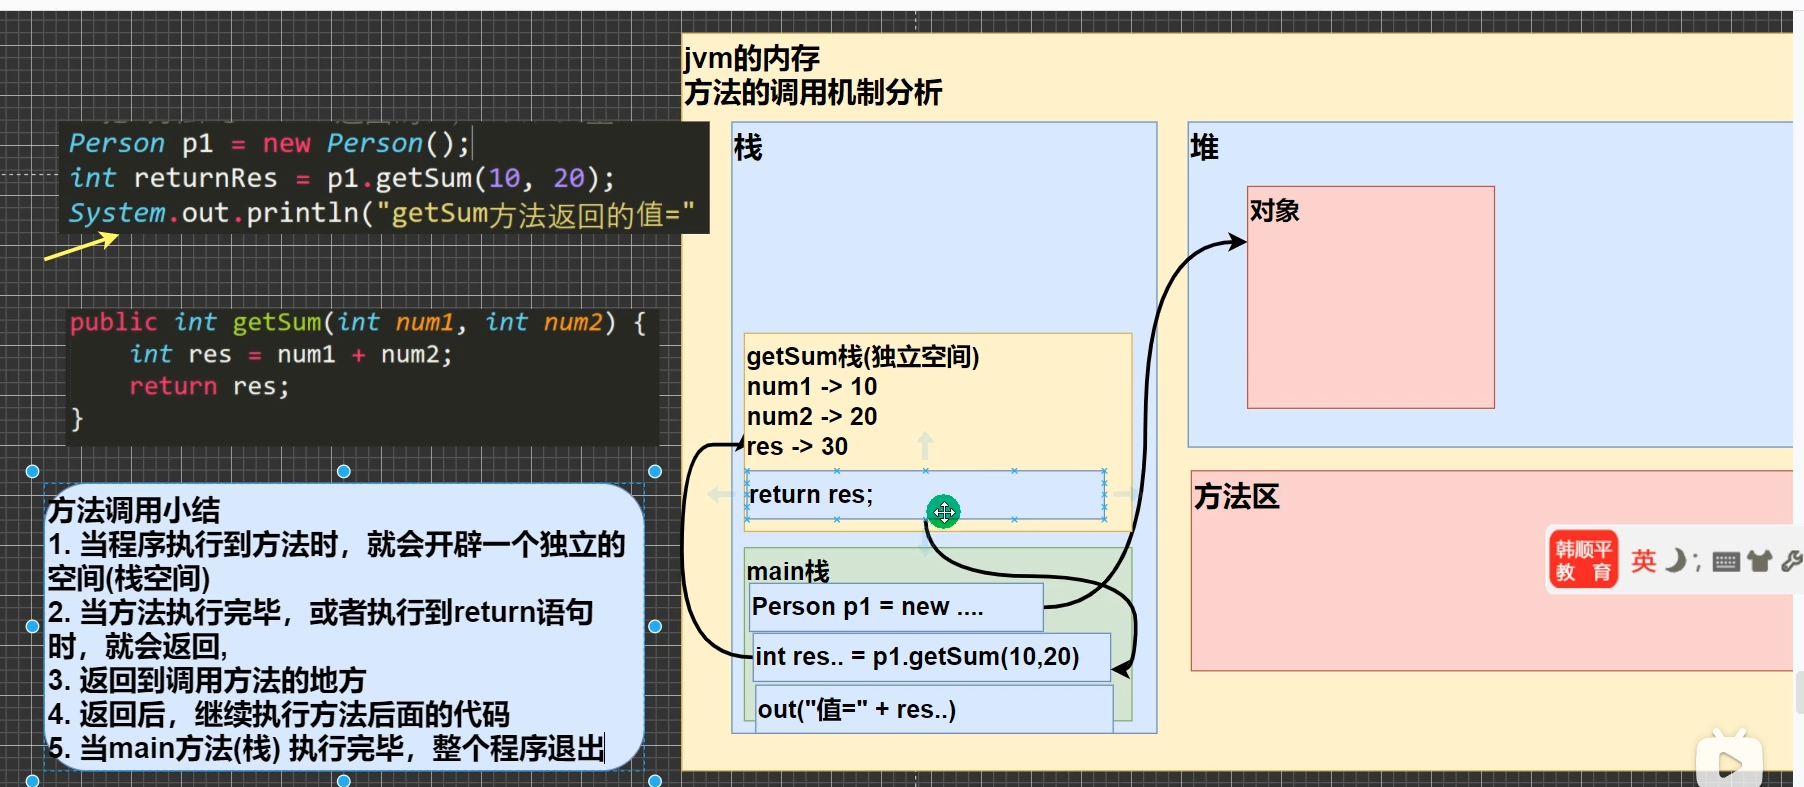 Person p1 = new Person();
int returnRes = p1.getSum(10, 20);
System.out.println("getSum方法返回的值="
public int getSum(int num1, int num2) {
int res = num1 + num2;
return res;
}
方法调用小结
1. 当程序执行到方法时，就会开辟一个独立的
空间(栈空间)
2. 当方法执行完毕，或者执行到return语句
时，就会返回,
3. 返回到调用方法的地方
4. 返回后，继续执行方法后面的代码
5. 当main方法(栈) 执行完毕，整个程序退出
jvm的内存
方法的调用机制分析
栈
getSum栈(独立空间)
num1 -> 10
num2 -> 20
res -> 30
return res;
main栈
Person p1 = new ....
int res.. = p1.getSum(10,20)
out("值=" + res..)
堆
对象
方法区
韩顺平
教 育
英